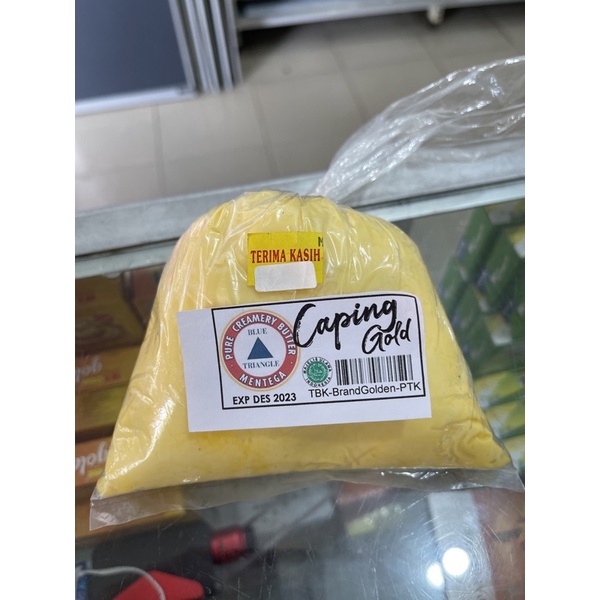 M
TERIMA KASIH
PURE CREAMERY BUTTER
BLUE
TRIANGLE
MENTEGA
EXP DES 2023
Caping
Gold
TBK-BrandGolden-PTK